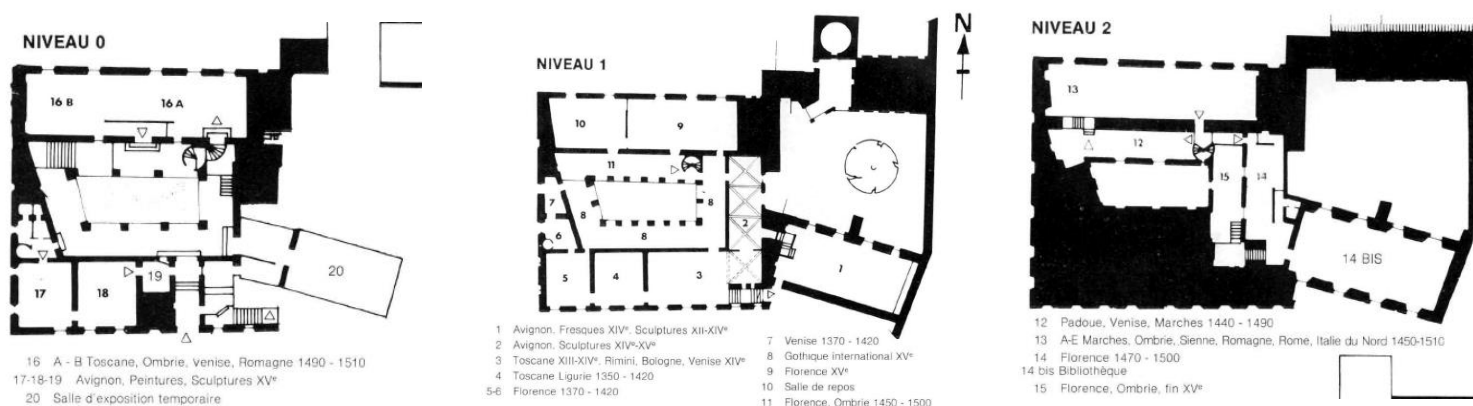 NIVEAU 0
16 B
16 A
17
18
19
20
16 A - B Toscane, Ombrie, venise, Romagne 1490 - 1510
17-18-19 Avignon, Peintures, Sculptures XVe
20 Salle d'exposition temporaire
NIVEAU 1
N
10
9
11
7
8
8
2
6
8
5
4
3
1
1 Avignon. Fresques XIVe. Sculptures XII-XIVe
2 Avignon. Sculptures XIVe-XVe
3 Toscane XIII-XIVe. Rimini, Bologne, Venise XIVe
4 Toscane Ligurie 1350 - 1420
5-6 Florence 1370 - 1420
7 Venise 1370 - 1420
8 Gothique international XVe
9 Florence XVe
10 Salle de repos
11 Florence, Ombrie 1450 - 1500
NIVEAU 2
13
12
15
14
14 BIS
12 Padoue, Venise, Marches 1440 - 1490
13 A-E Marches, Ombrie, Sienne, Romagne, Rome, Italie du Nord 1450-1510
14 Florence 1470 - 1500
14 bis Bibliothèque
15 Florence, Ombrie, fin XVe